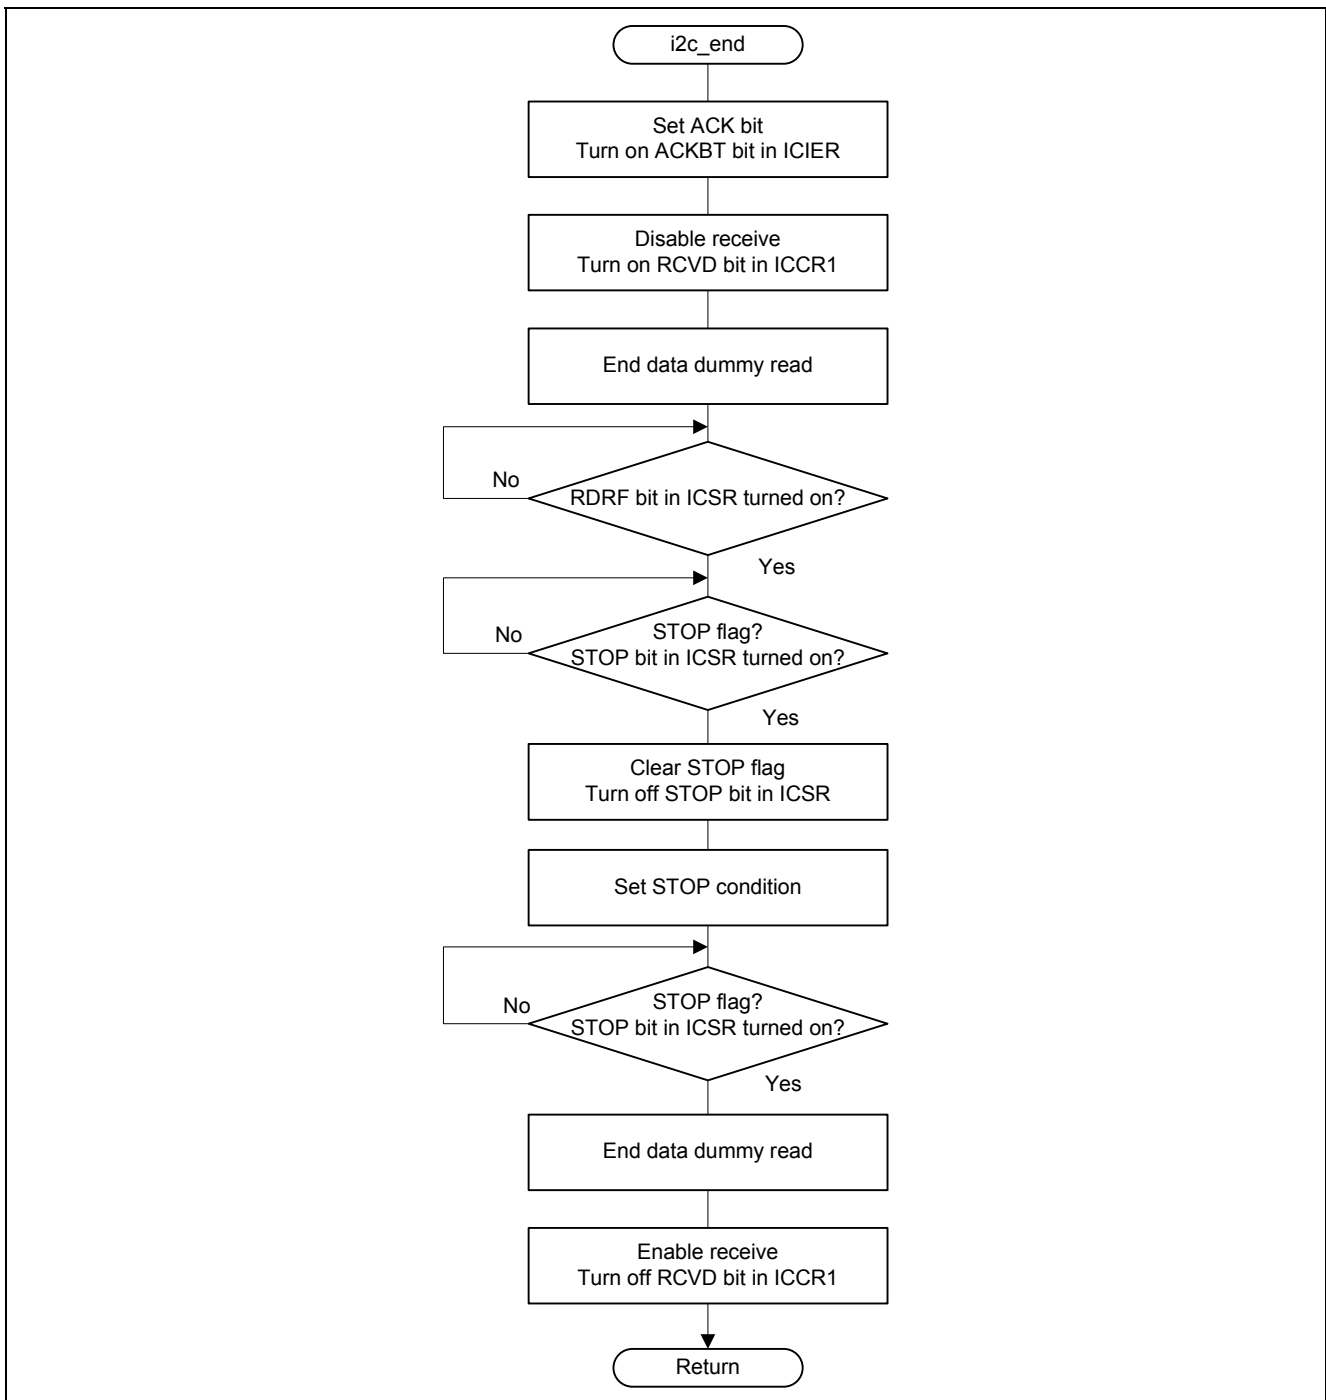 i2c_end
Set ACK bit
Turn on ACKBT bit in ICIER
Disable receive
Turn on RCVD bit in ICCR1
End data dummy read
No
RDRF bit in ICSR turned on?
Yes
No
STOP flag?
STOP bit in ICSR turned on?
Yes
Clear STOP flag
Turn off STOP bit in ICSR
Set STOP condition
No
STOP flag?
STOP bit in ICSR turned on?
Yes
End data dummy read
Enable receive
Turn off RCVD bit in ICCR1
Return